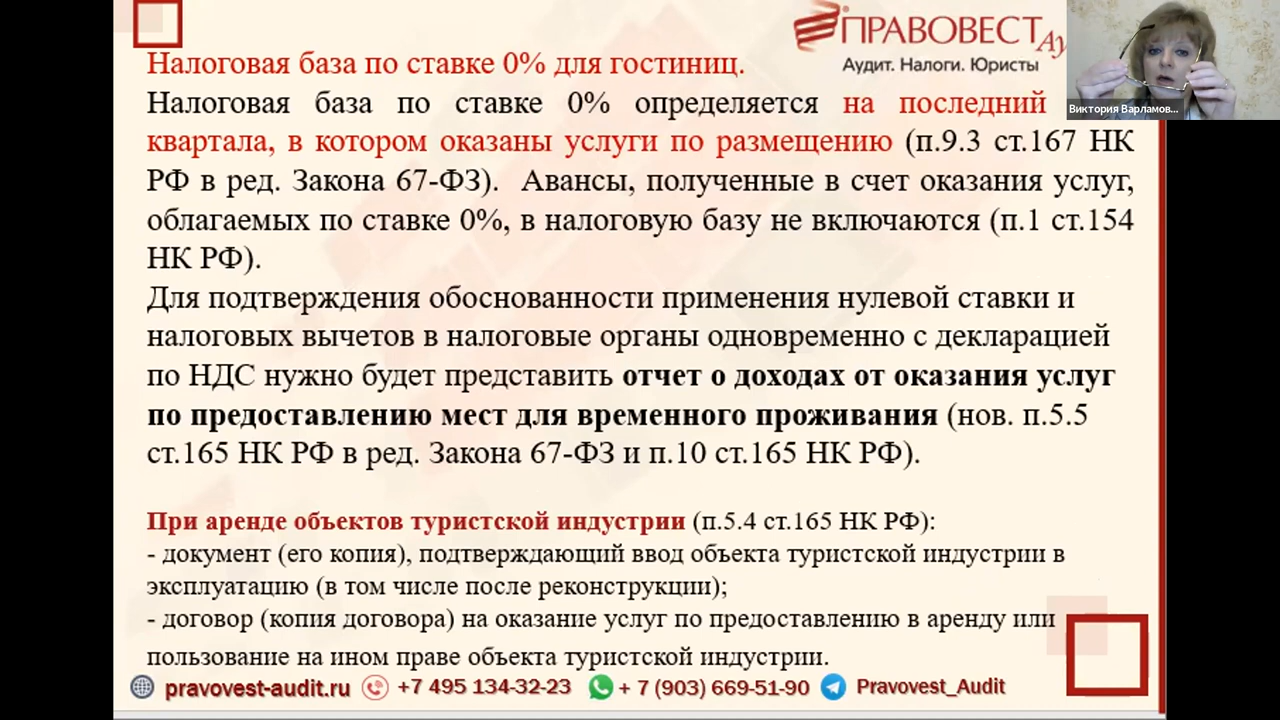 ПРАВОВЕСТ Ау
Аудит. Налоги. Юристы
Виктория Варламов...
Налоговая база по ставке 0% для гостиниц.
Налоговая база по ставке 0% определяется на последний
квартала, в котором оказаны услуги по размещению (п.9.3 ст.167 НК
РФ в ред. Закона 67-ФЗ). Авансы, полученные в счет оказания услуг,
облагаемых по ставке 0%, в налоговую базу не включаются (п.1 ст.154
НК РФ).
Для подтверждения обоснованности применения нулевой ставки и
налоговых вычетов в налоговые органы одновременно с декларацией
по НДС нужно будет представить отчет о доходах от оказания услуг
по предоставлению мест для временного проживания (нов. п.5.5
ст.165 НК РФ в ред. Закона 67-ФЗ и п.10 ст.165 НК РФ).
При аренде объектов туристской индустрии (п.5.4 ст.165 НК РФ):
- документ (его копия), подтверждающий ввод объекта туристской индустрии в
эксплуатацию (в том числе после реконструкции);
- договор (копия договора) на оказание услуг по предоставлению в аренду или
пользование на ином праве объекта туристской индустрии.
pravovest-audit.ru +7 495 134-32-23 + 7 (903) 669-51-90 Pravovest_Audit